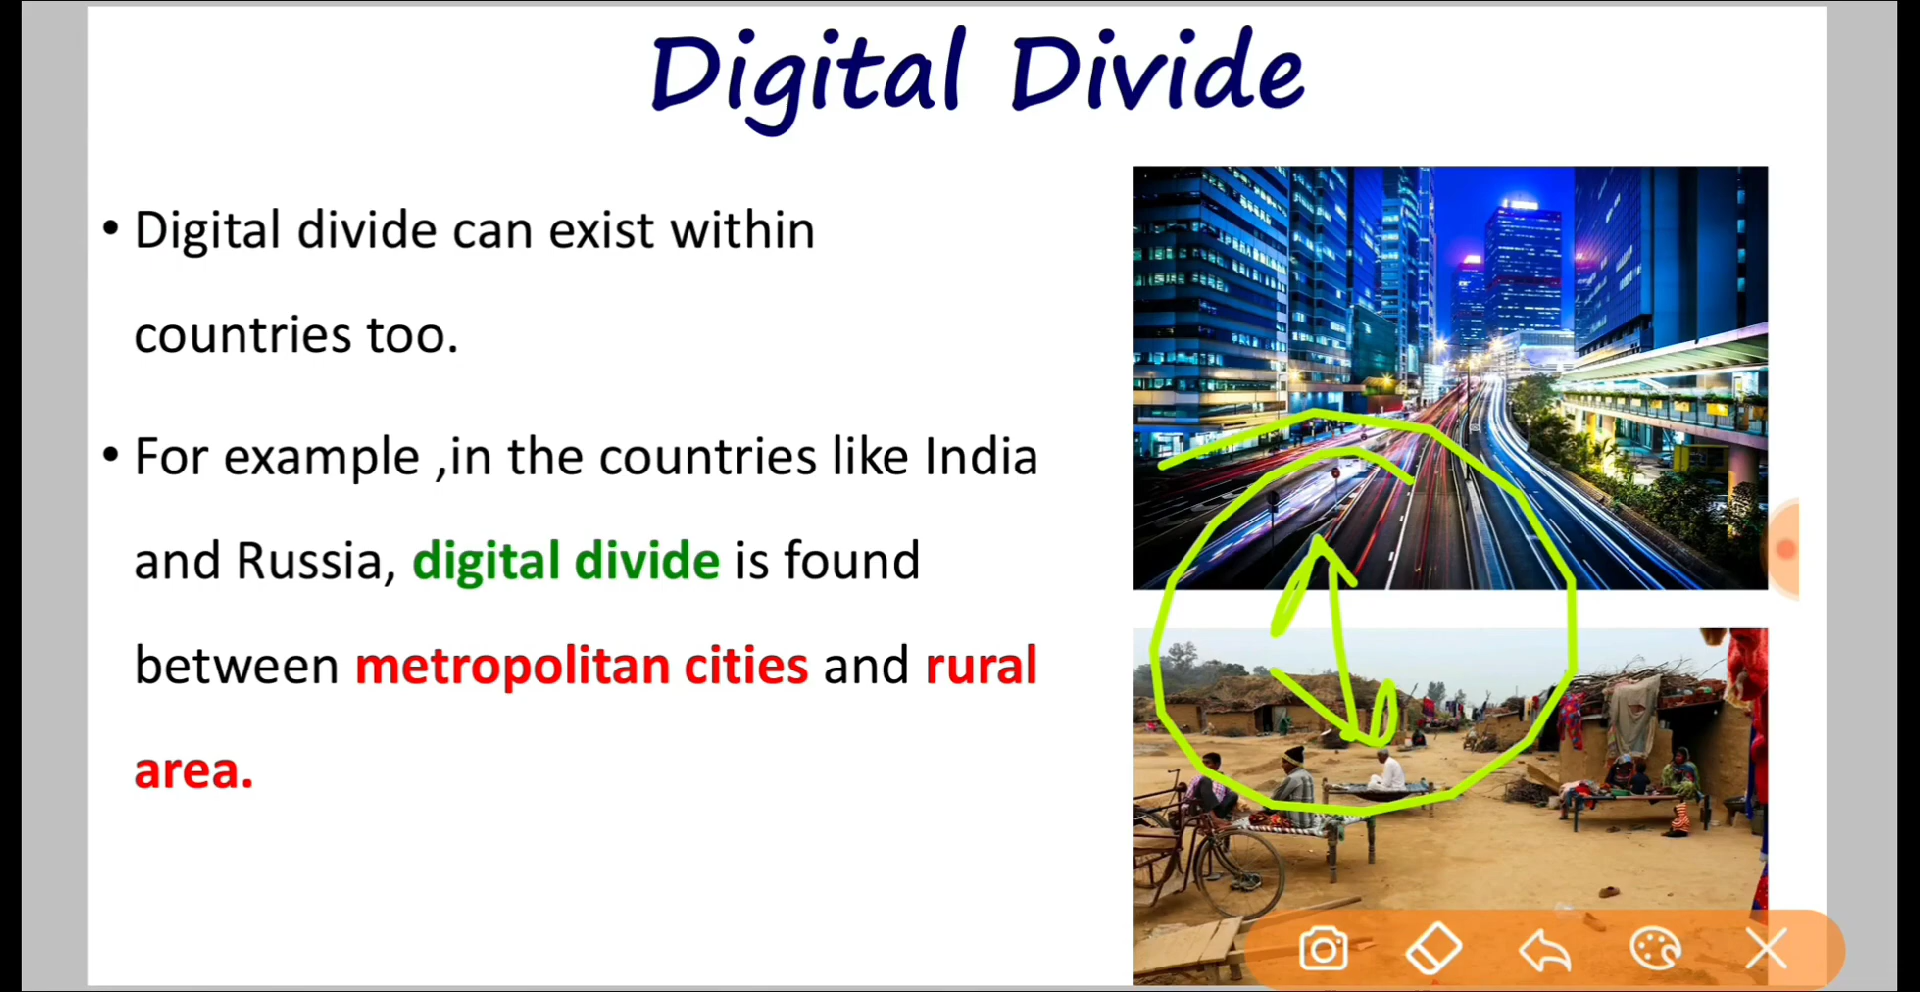 Digital Divide
• Digital divide can exist within
countries too.
• For example ,in the countries like India
and Russia, digital divide is found
between metropolitan cities and rural
area.